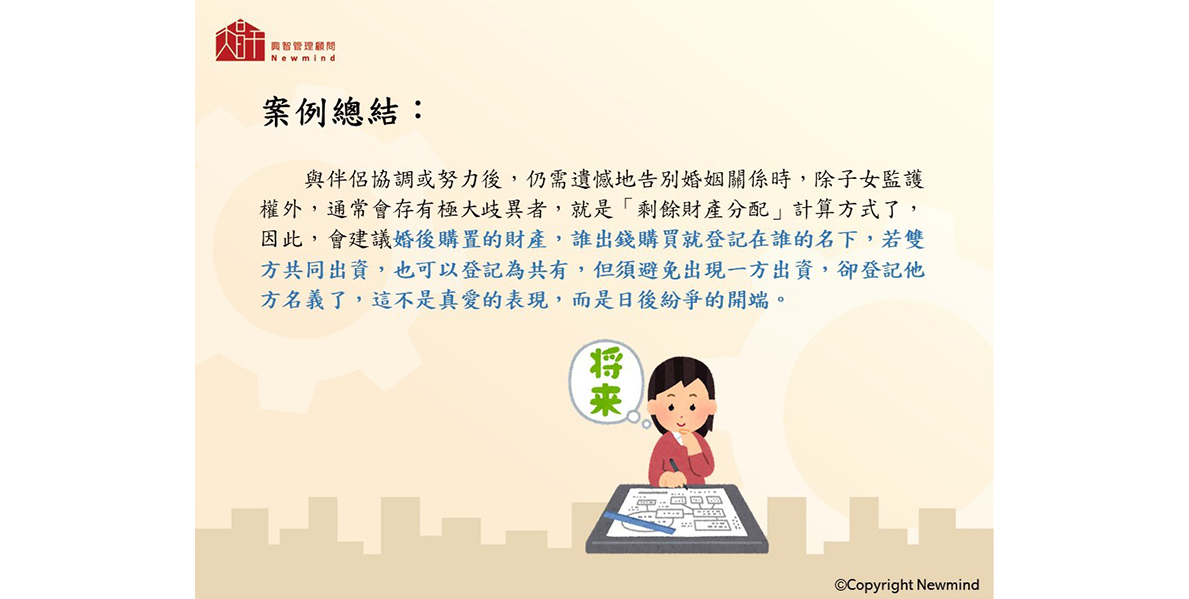 興智管理顧問
Newmind
案例總結：
與伴侶協調或努力後，仍需遺憾地告別婚姻關係時，除子女監護
權外，通常會存有極大歧異者，就是「剩餘財產分配」計算方式了，
因此，會建議婚後購置的財產，誰出錢購買就登記在誰的名下，若雙
方共同出資，也可以登記為共有，但須避免出現一方出資，卻登記他
方名義了，這不是真愛的表現，而是日後紛爭的開端。
将
来
©Copyright Newmind